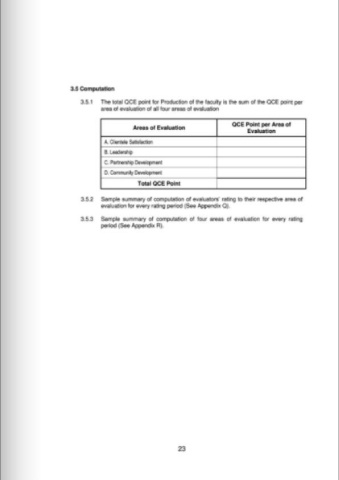 3.5 Computation
3.5.1 The total QCE point for Production of the faculty is the sum of the QCE point per
area of evaluation of all four areas of evaluation
Areas of Evaluation QCE Point per Area of
Evaluation
A. Clientele Satisfaction
B. Leadership
C. Partnership Development
D. Community Development
Total QCE Point
3.5.2 Sample summary of computation of evaluators' rating to their respective area of
evaluation for every rating period (See Appendix Q).
3.5.3 Sample summary of computation of four areas of evaluation for every rating
period (See Appendix R).
23